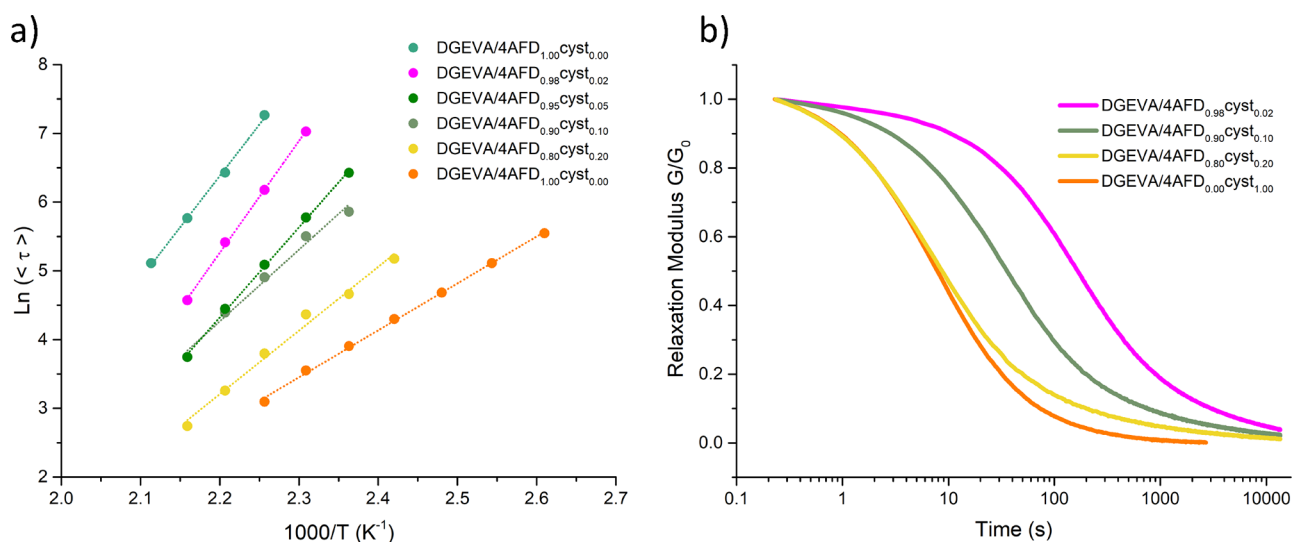 a)
DGEVA/4AFD1.00cyst0.00
DGEVA/4AFD0.98cyst0.02
DGEVA/4AFD0.95cyst0.05
DGEVA/4AFD0.90cyst0.10
DGEVA/4AFD0.80cyst0.20
DGEVA/4AFD1.00cyst0.00
8
7
6
5
4
3
2
Ln (< τ >)
2.0 2.1 2.2 2.3 2.4 2.5 2.6 2.7
1000/T (K-1)
b)
DGEVA/4AFD0.98cyst0.02
DGEVA/4AFD0.90cyst0.10
DGEVA/4AFD0.80cyst0.20
DGEVA/4AFD0.00cyst1.00
1.0
0.8
0.6
0.4
0.2
0.0
Relaxation Modulus G/G0
0.1 1 10 100 1000 10000
Time (s)